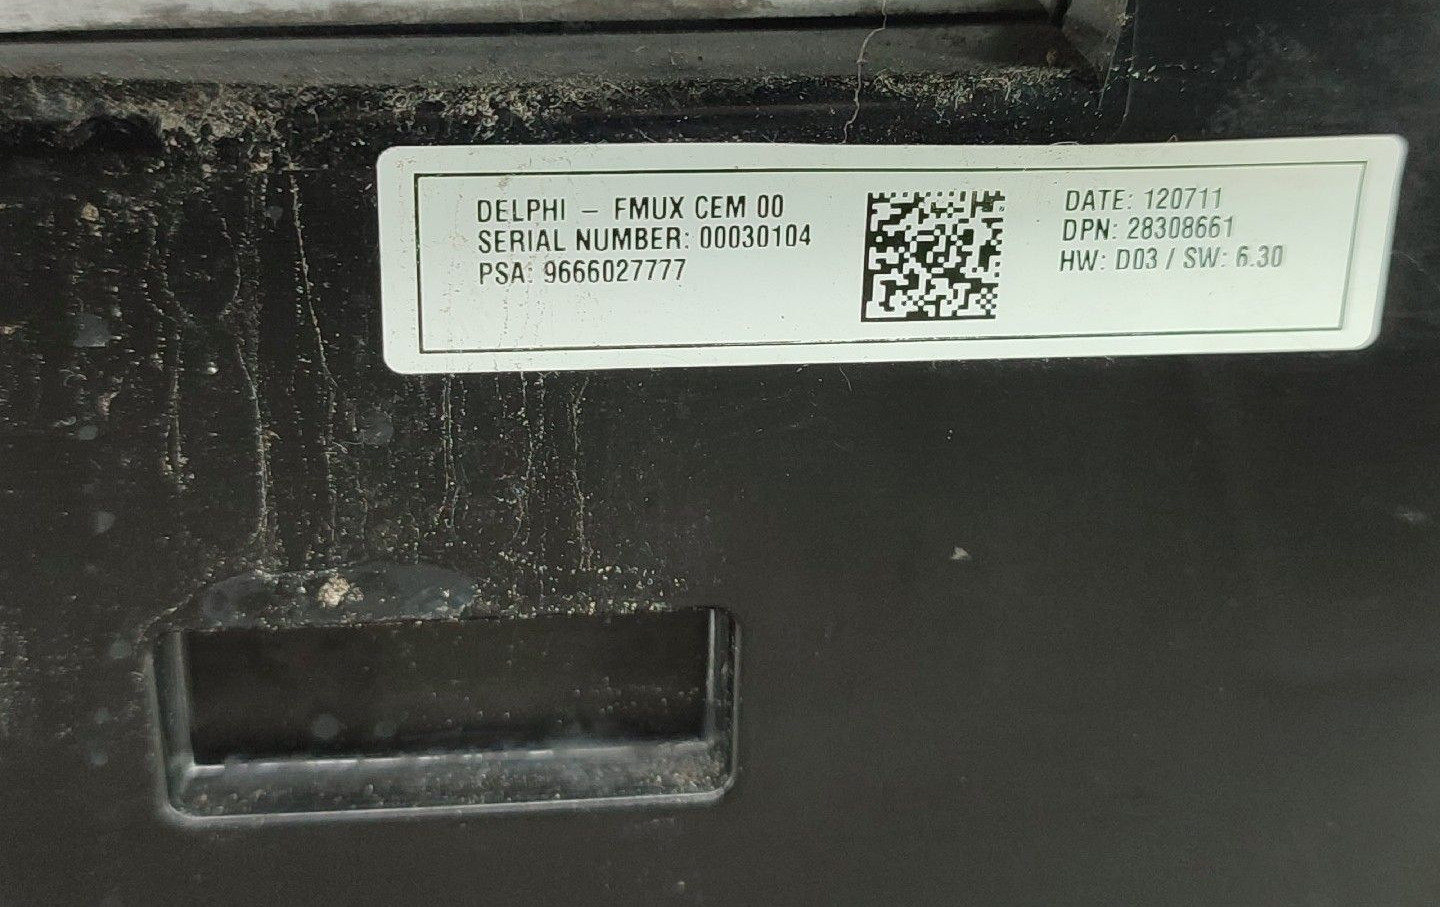 DELPHI – FMUX CEM 00
SERIAL NUMBER: 00030104
PSA: 9666027777
DATE: 120711
DPN: 28308661
HW: D03 / SW: 6.30